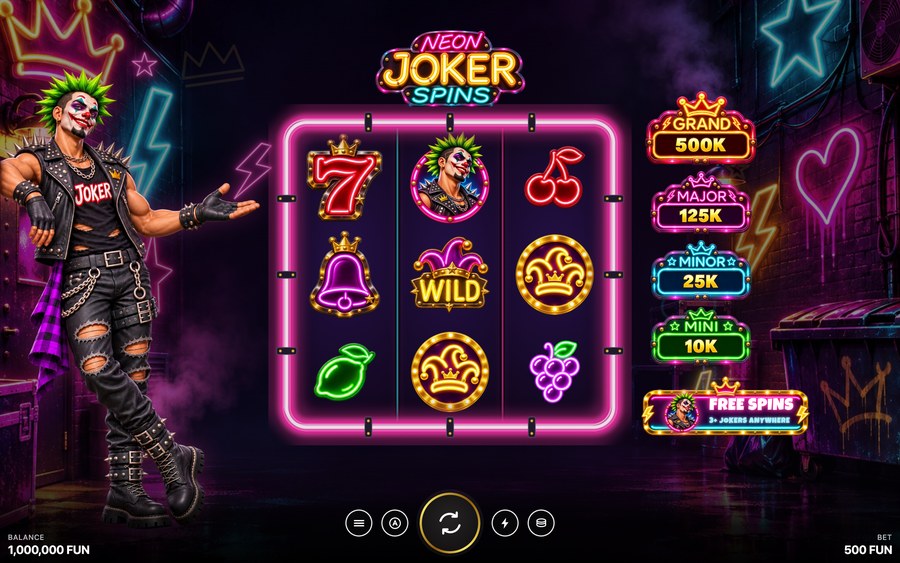 NEON
JOKER
SPINS
JOKER
7
WILD
GRAND
500K
MAJOR
125K
MINOR
25K
MINI
10K
FREE SPINS
3+ JOKERS ANYWHERE
A
BALANCE
1,000,000 FUN
BET
500 FUN